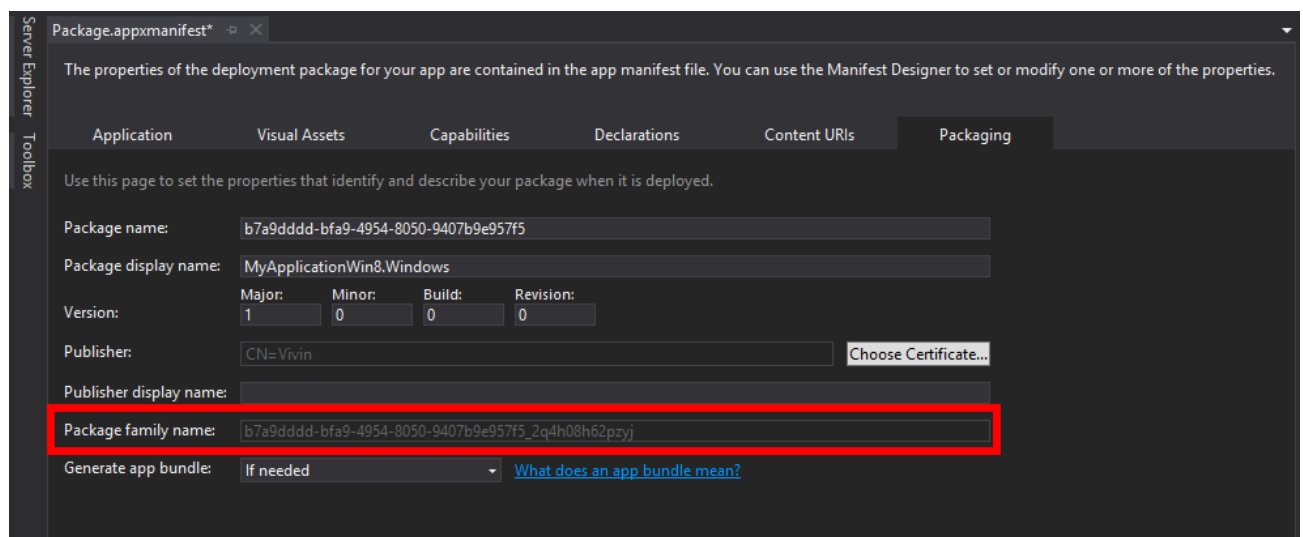 Server Explorer
Toolbox
Package.appxmanifest*
The properties of the deployment package for your app are contained in the app manifest file. You can use the Manifest Designer to set or modify one or more of the properties.
Application Visual Assets Capabilities Declarations Content URIs Packaging
Use this page to set the properties that identify and describe your package when it is deployed.
Package name: b7a9dddd-bfa9-4954-8050-9407b9e957f5
Package display name: MyApplicationWin8.Windows
Major: Minor: Build: Revision:
Version: 1 0 0 0
Publisher: CN=Vivin Choose Certificate...
Publisher display name:
Package family name: b7a9dddd-bfa9-4954-8050-9407b9e957f5_2q4h08h62pzyj
Generate app bundle: If needed What does an app bundle mean?